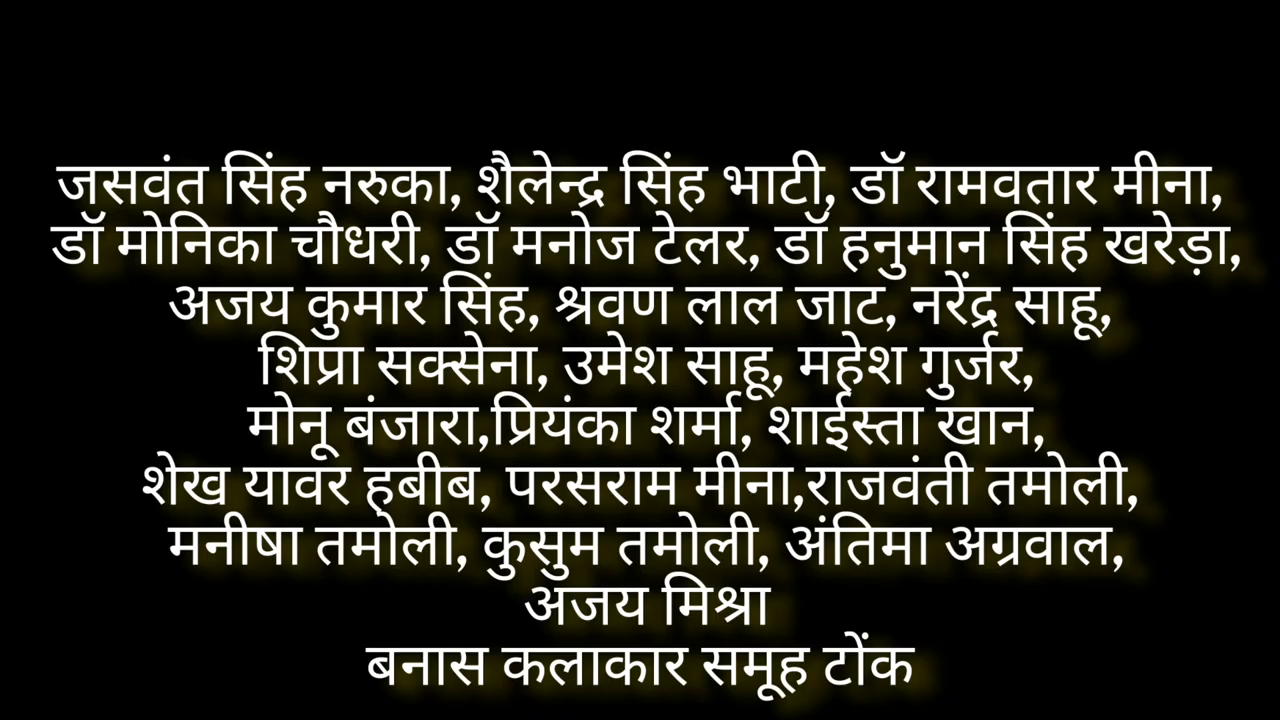 जसवंत सिंह नरुका, शैलेन्द्र सिंह भाटी, डॉ रामवतार मीना,
डॉ मोनिका चौधरी, डॉ मनोज टेलर, डॉ हनुमान सिंह खरेड़ा,
अजय कुमार सिंह, श्रवण लाल जाट, नरेंद्र साहू,
शिप्रा सक्सेना, उमेश साहू, महेश गुर्जर,
मोनू बंजारा,प्रियंका शर्मा, शाईस्ता खान,
शेख यावर हबीब, परसराम मीना,राजवंती तमोली,
मनीषा तमोली, कुसुम तमोली, अंतिमा अग्रवाल,
अजय मिश्रा
बनास कलाकार समूह टोंक